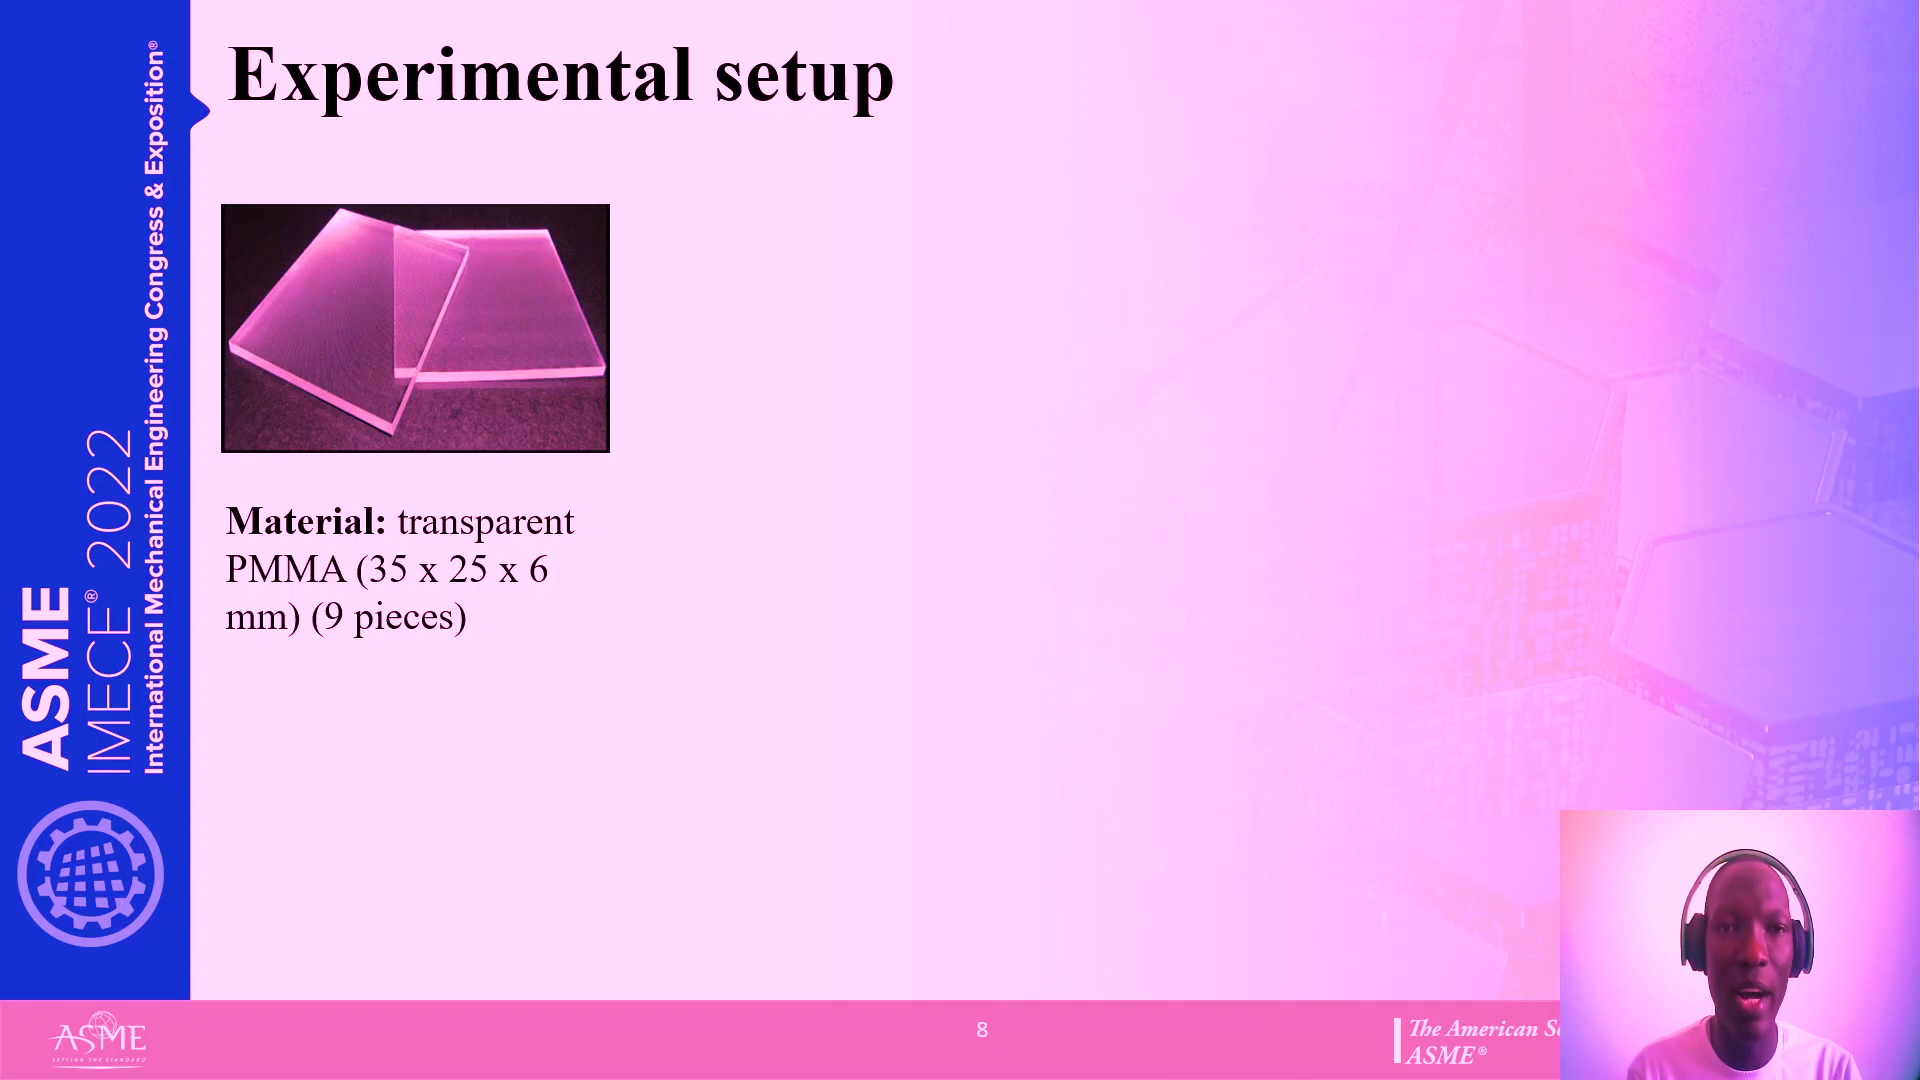 Experimental setup
Material: transparent
PMMA (35 x 25 x 6
mm) (9 pieces)
ASME
IMECE® 2022
International Mechanical Engineering Congress & Exposition®
ASME
SETTING THE STANDARD
8
The American
ASME®